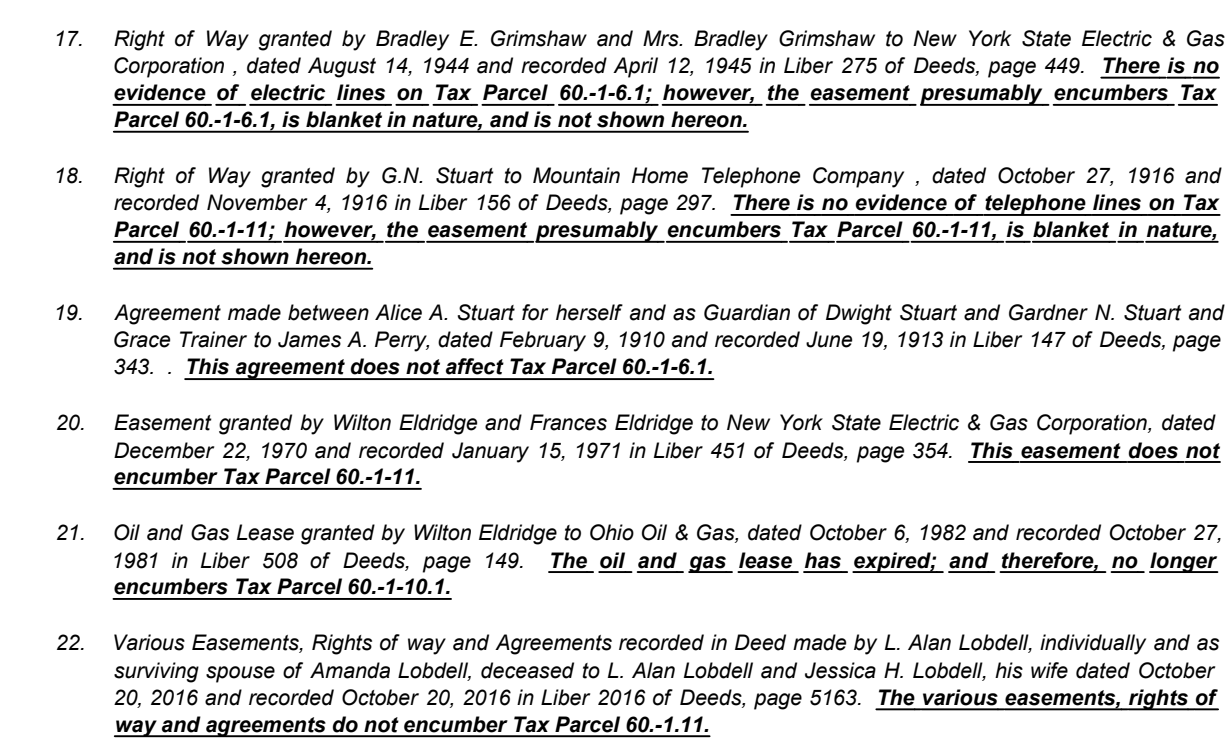 17. Right of Way granted by Bradley E. Grimshaw and Mrs. Bradley Grimshaw to New York State Electric & Gas
Corporation , dated August 14, 1944 and recorded April 12, 1945 in Liber 275 of Deeds, page 449. There is no
evidence of electric lines on Tax Parcel 60.-1-6.1; however, the easement presumably encumbers Tax
Parcel 60.-1-6.1, is blanket in nature, and is not shown hereon.
18. Right of Way granted by G.N. Stuart to Mountain Home Telephone Company , dated October 27, 1916 and
recorded November 4, 1916 in Liber 156 of Deeds, page 297. There is no evidence of telephone lines on Tax
Parcel 60.-1-11; however, the easement presumably encumbers Tax Parcel 60.-1-11, is blanket in nature,
and is not shown hereon.
19. Agreement made between Alice A. Stuart for herself and as Guardian of Dwight Stuart and Gardner N. Stuart and
Grace Trainer to James A. Perry, dated February 9, 1910 and recorded June 19, 1913 in Liber 147 of Deeds, page
343. . This agreement does not affect Tax Parcel 60.-1-6.1.
20. Easement granted by Wilton Eldridge and Frances Eldridge to New York State Electric & Gas Corporation, dated
December 22, 1970 and recorded January 15, 1971 in Liber 451 of Deeds, page 354. This easement does not
encumber Tax Parcel 60.-1-11.
21. Oil and Gas Lease granted by Wilton Eldridge to Ohio Oil & Gas, dated October 6, 1982 and recorded October 27,
1981 in Liber 508 of Deeds, page 149. The oil and gas lease has expired; and therefore, no longer
encumbers Tax Parcel 60.-1-10.1.
22. Various Easements, Rights of way and Agreements recorded in Deed made by L. Alan Lobdell, individually and as
surviving spouse of Amanda Lobdell, deceased to L. Alan Lobdell and Jessica H. Lobdell, his wife dated October
20, 2016 and recorded October 20, 2016 in Liber 2016 of Deeds, page 5163. The various easements, rights of
way and agreements do not encumber Tax Parcel 60.-1.11.